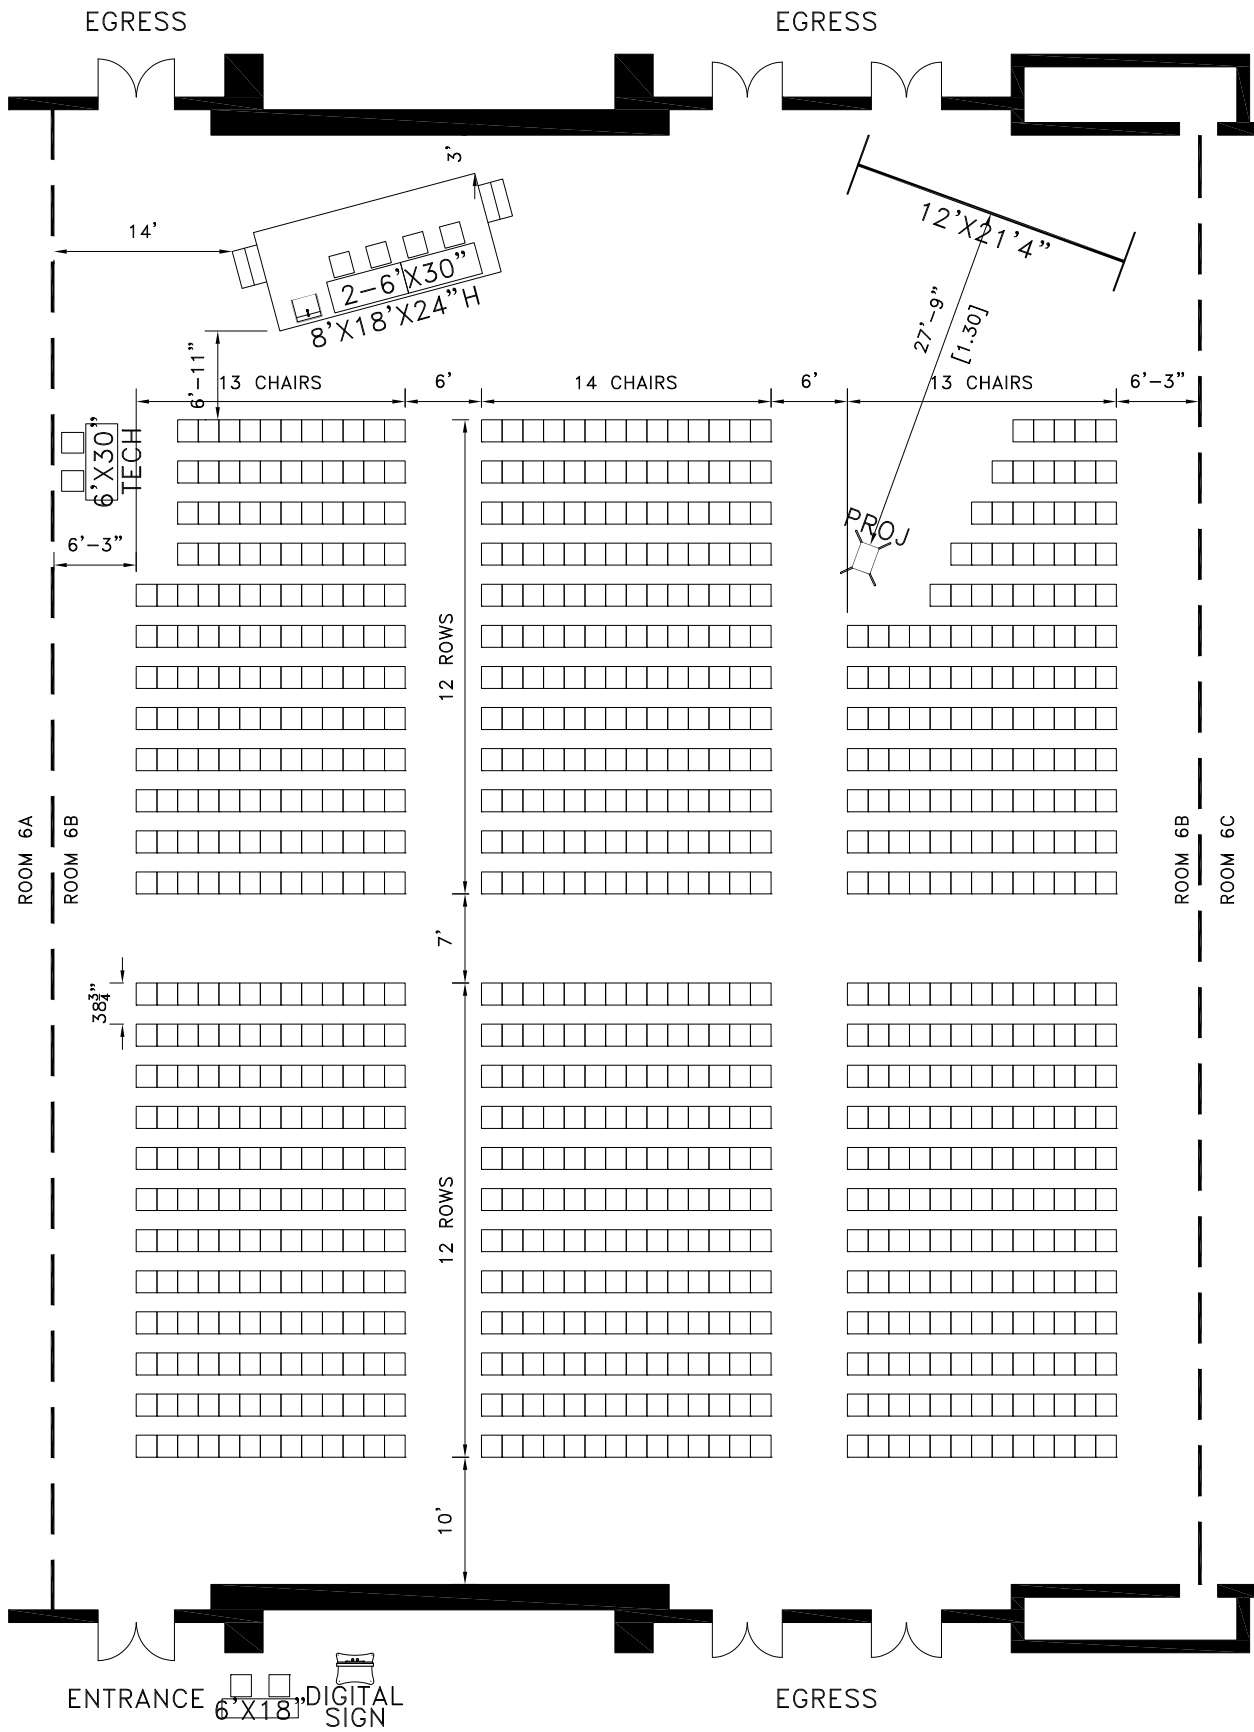 EGRESS
EGRESS
3'
14'
12'X21'4"
2-6'X30"
8'X18'X24"H
27'-9"
[1.30]
6'-11"
13 CHAIRS
6'
14 CHAIRS
6'
13 CHAIRS
6'-3"
6'X30"
TECH
PROJ
6'-3"
12 ROWS
ROOM 6A
ROOM 6B
ROOM 6B
ROOM 6C
7'
38¾"
12 ROWS
10'
ENTRANCE
6'X18"
DIGITAL
SIGN
EGRESS